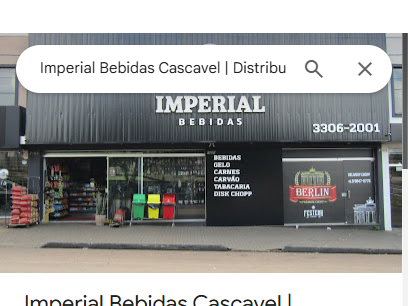 Imperial Bebidas Cascavel | Distribu
IMPERIAL
BEBIDAS
3306-2001
BEBIDAS
GELO
CARNES
CARVÃO
TABACARIA
DISK CHOPP
BERLIN
FESTEJÁ
Imperial Bebidas Cascavel |